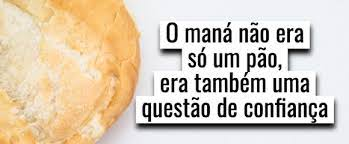 O maná não era
só um pão,
era também uma
questão de confiança